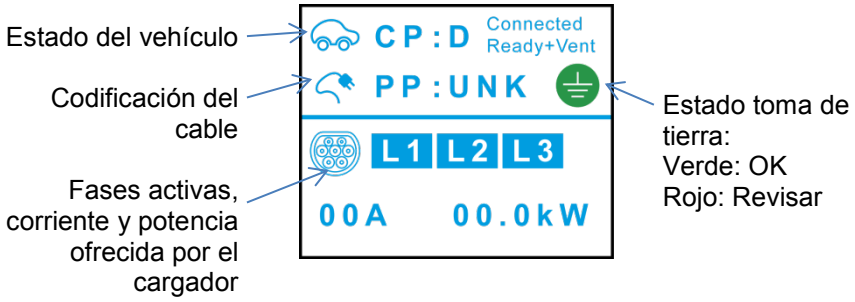 Estado del vehículo
Codificación del
cable
Fases activas,
corriente y potencia
ofrecida por el
cargador
CP:D Connected
Ready+Vent
PP:UNK
L1 L2 L3
00A 00.0kW
Estado toma de
tierra:
Verde: OK
Rojo: Revisar